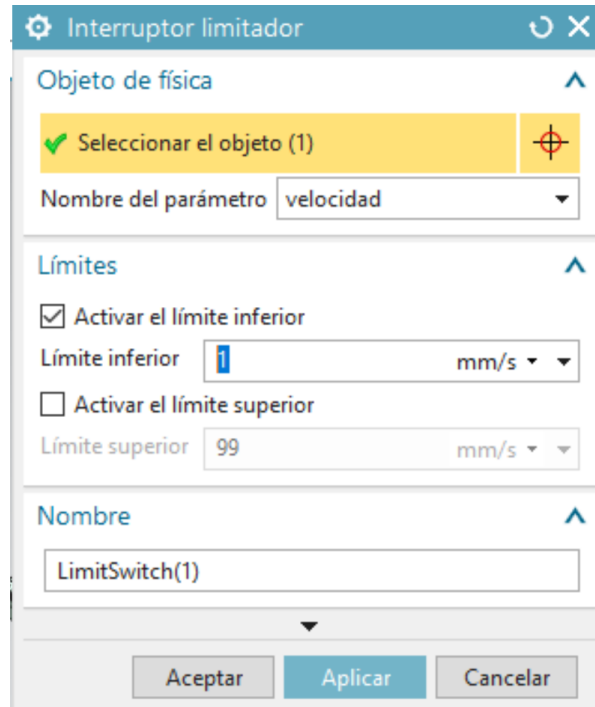 Interruptor limitador
Objeto de física
Seleccionar el objeto (1)
Nombre del parámetro velocidad
Límites
Activar el límite inferior
Límite inferior 1 mm/s
Activar el límite superior
Límite superior 99 mm/s
Nombre
LimitSwitch(1)
Aceptar Aplicar Cancelar